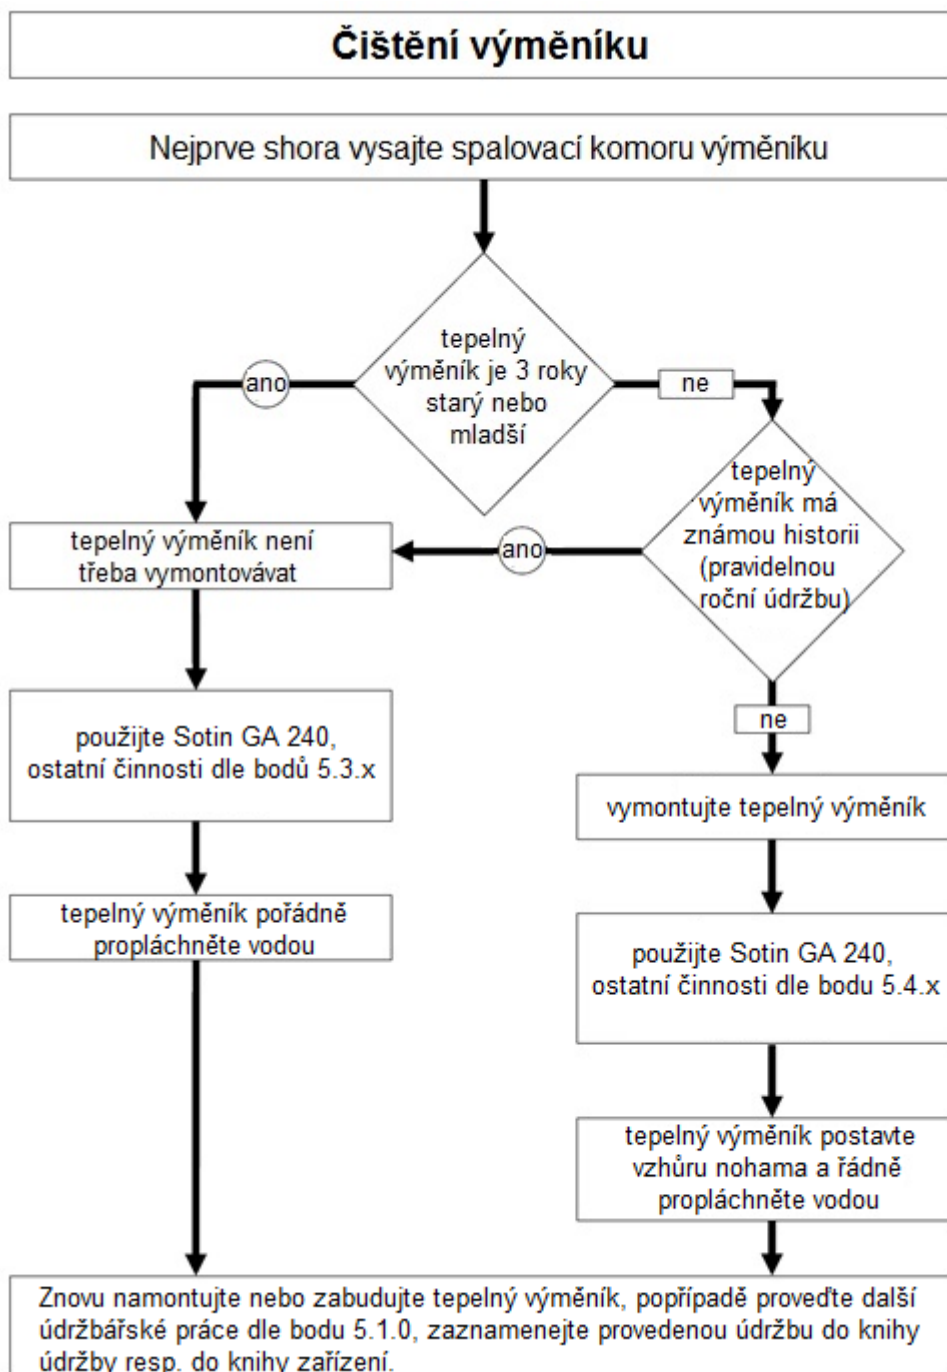 Čištění výměníku
Nejprve shora vysajte spalovací komoru výměníku
tepelný
výměník je 3 roky
starý nebo
mladší
ano
ne
tepelný
výměník má
známou historii
(pravidelnou
roční údržbu)
ano
tepelný výměník není
třeba vymontovávat
ne
použijte Sotin GA 240,
ostatní činnosti dle bodů 5.3.x
vymontujte tepelný výměník
tepelný výměník pořádně
propláchněte vodou
použijte Sotin GA 240,
ostatní činnosti dle bodu 5.4.x
tepelný výměník postavte
vzhůru nohama a řádně
propláchněte vodou
Znovu namontujte nebo zabudujte tepelný výměník, popřípadě proveďte další
údržbářské práce dle bodu 5.1.0, zaznamenejte provedenou údržbu do knihy
údržby resp. do knihy zařízení.